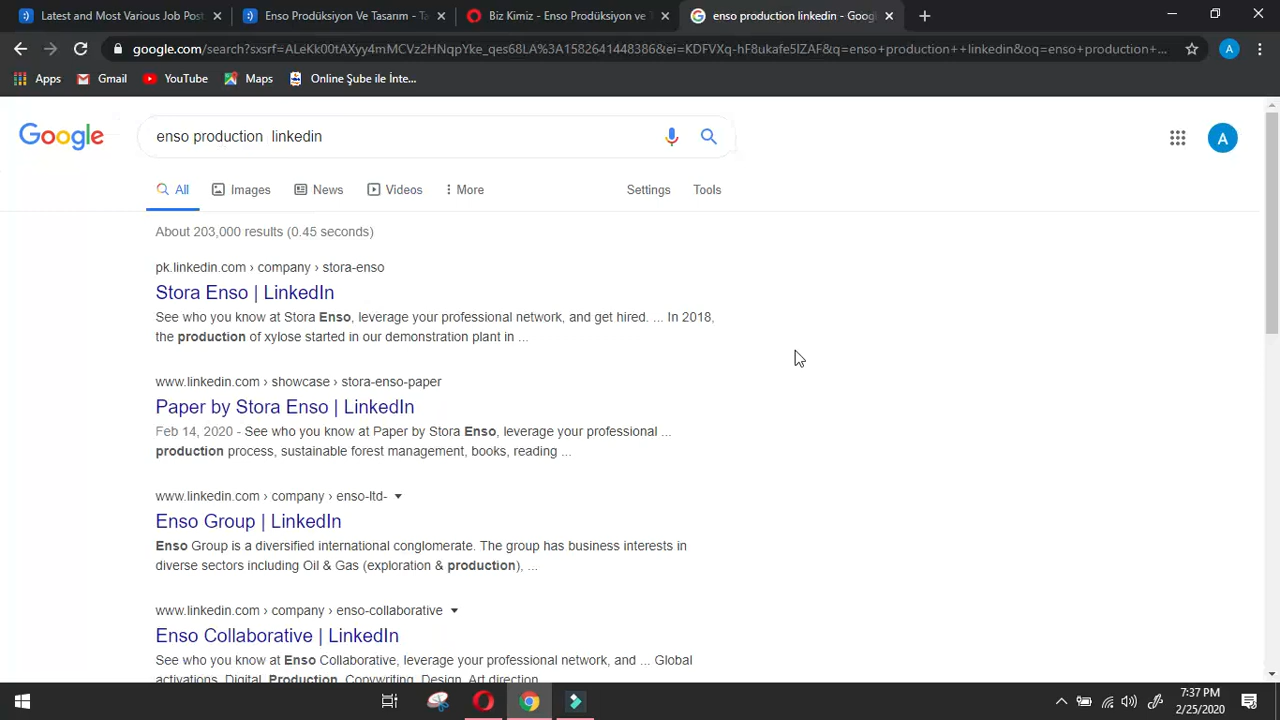 Latest and Most Various Job Post
Enso Prodüksiyon Ve Tasarım - Ta
Biz Kimiz - Enso Prodüksiyon ve T
enso production linkedin - Googl
google.com/search?sxsrf=ALeKk00tAXyy4mMCVz2HNqpYke_qes68LA%3A1582641448386&ei=KDFVXq-hF8ukafe5lZAF&q=enso+production++linkedin&oq=enso+production+...
Apps
Gmail
YouTube
Maps
Online Şube ile İnte...
Google
enso production  linkedin
A
A
All
Images
News
Videos
More
Settings
Tools
About 203,000 results (0.45 seconds)
pk.linkedin.com › company › stora-enso
Stora Enso | LinkedIn
See who you know at Stora Enso, leverage your professional network, and get hired. ... In 2018,
the production of xylose started in our demonstration plant in ...
www.linkedin.com › showcase › stora-enso-paper
Paper by Stora Enso | LinkedIn
Feb 14, 2020 - See who you know at Paper by Stora Enso, leverage your professional ...
production process, sustainable forest management, books, reading ...
www.linkedin.com › company › enso-ltd-
Enso Group | LinkedIn
Enso Group is a diversified international conglomerate. The group has business interests in
diverse sectors including Oil & Gas (exploration & production), ...
www.linkedin.com › company › enso-collaborative
Enso Collaborative | LinkedIn
See who you know at Enso Collaborative, leverage your professional network, and ... Global
activations, Digital, Production, Copywriting, Design, Art direction
7:37 PM
2/25/2020